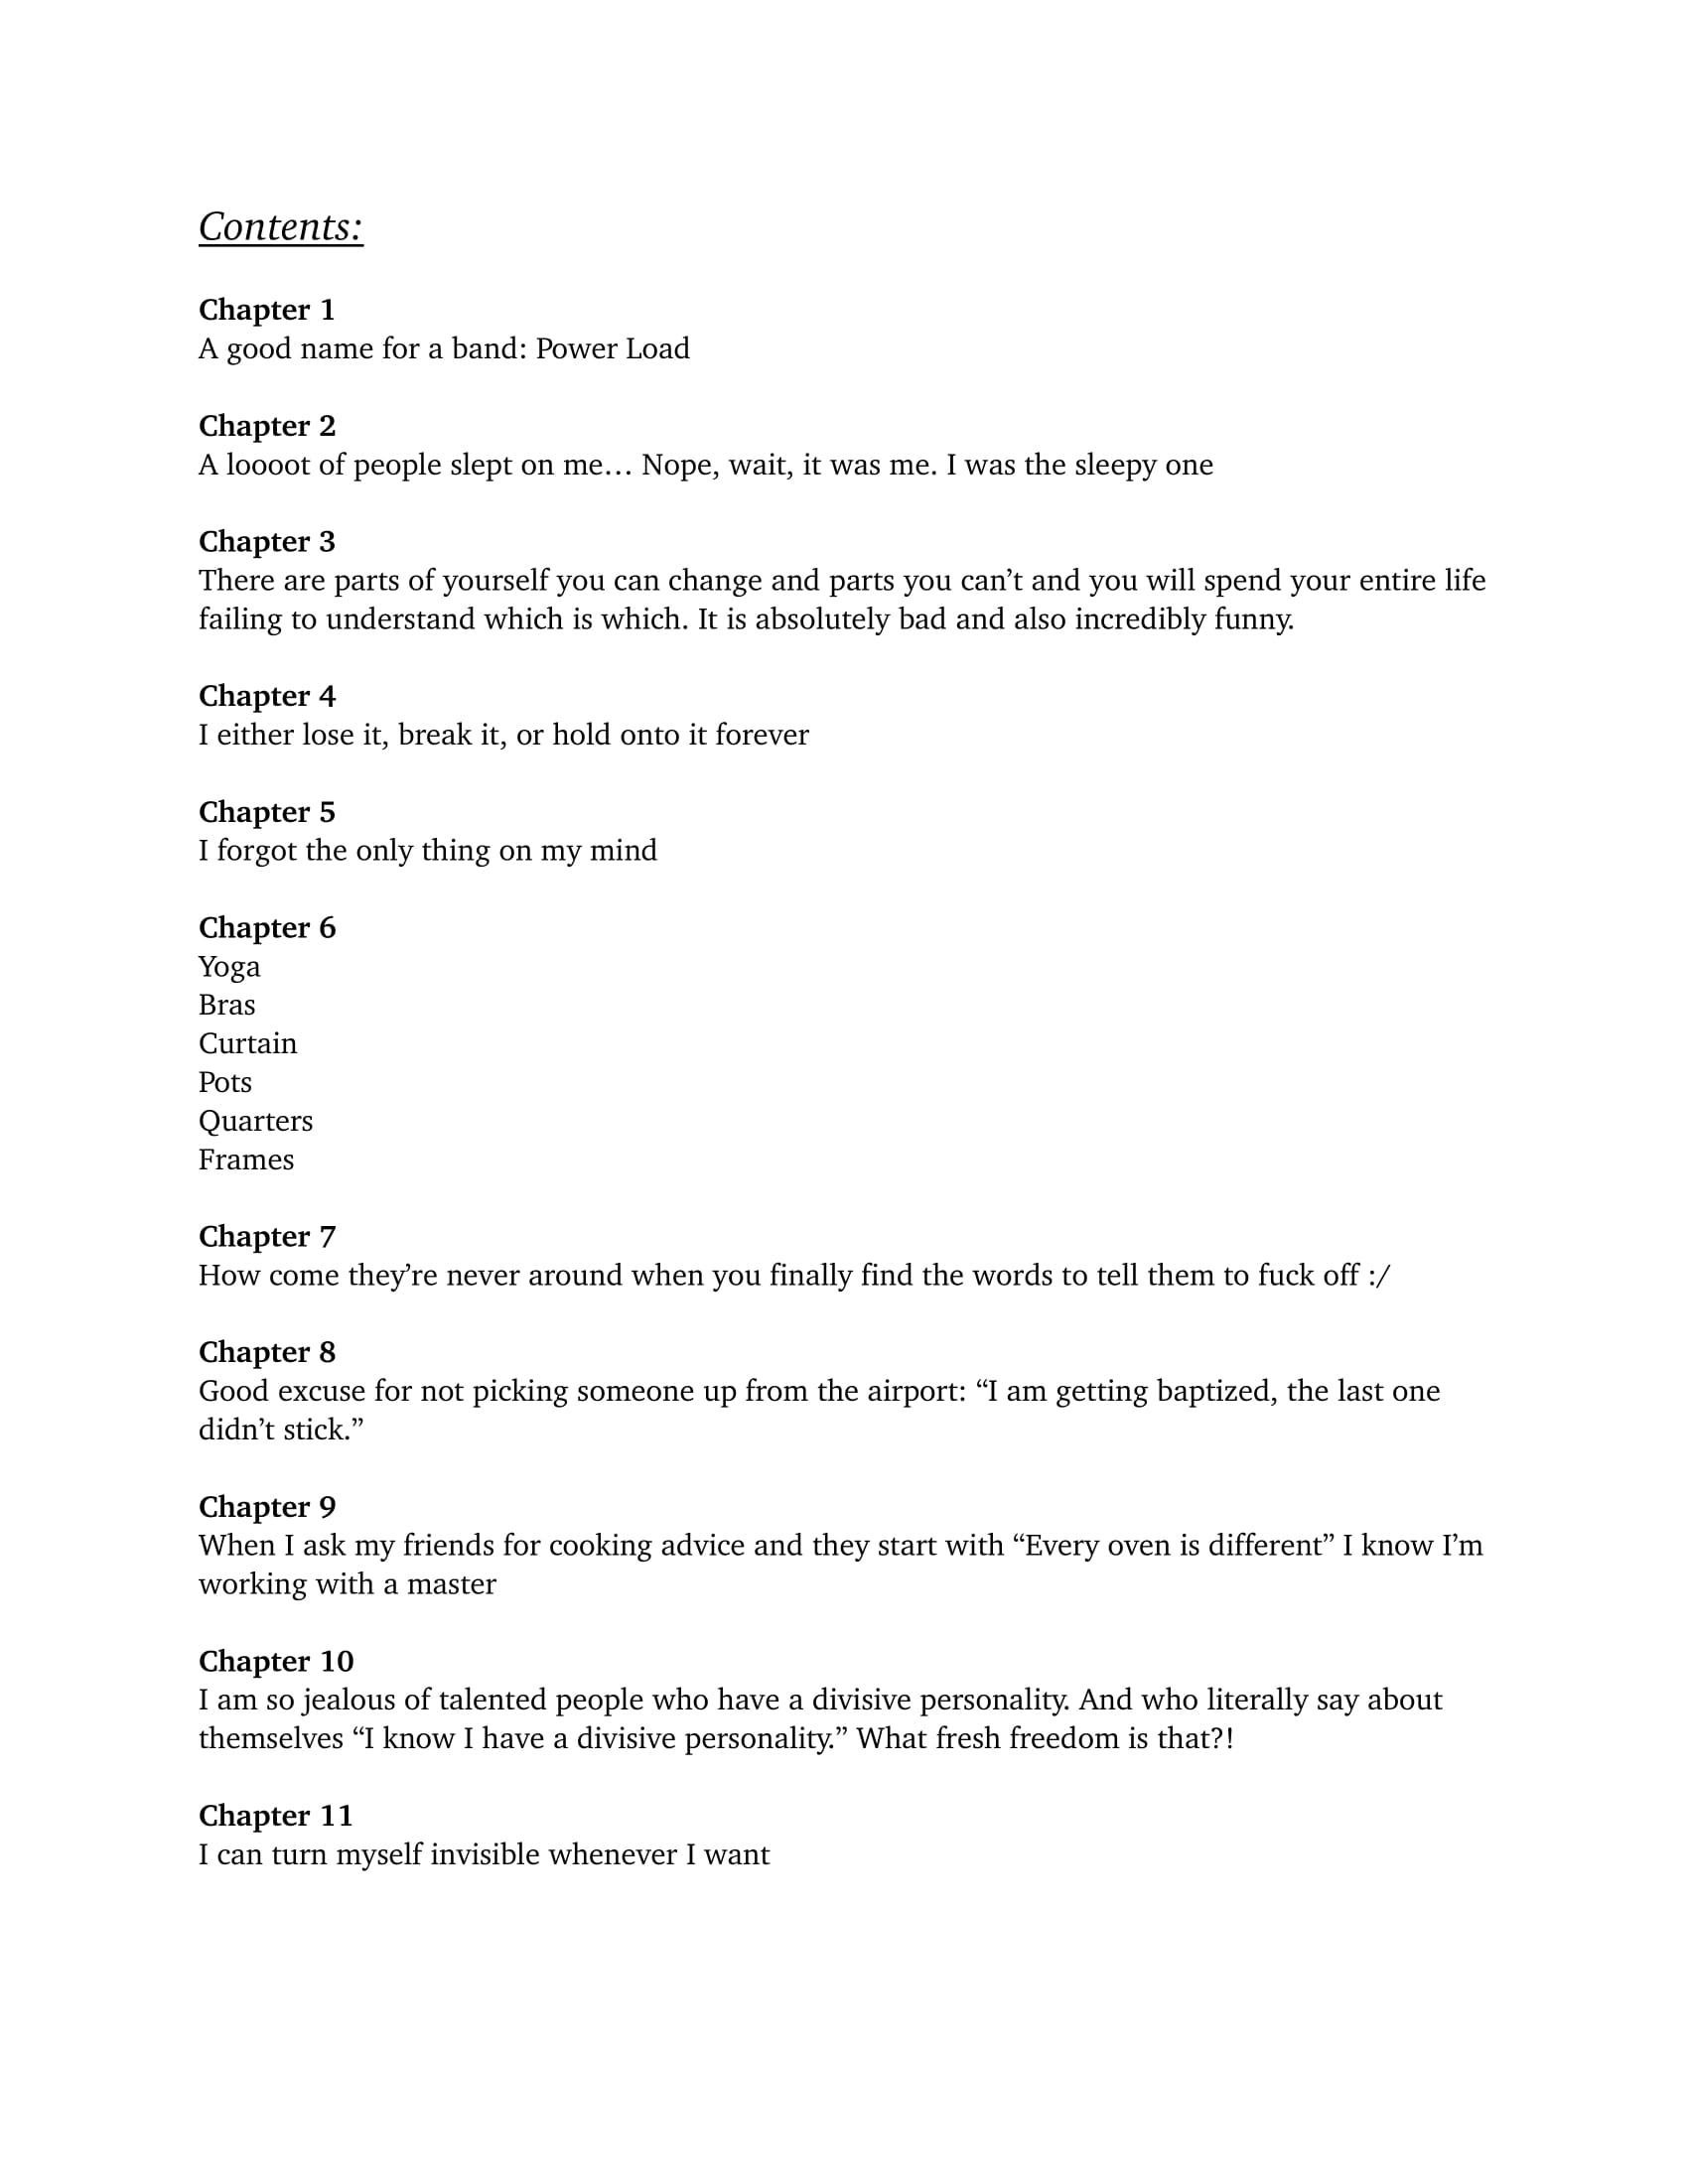 Contents:
Chapter 1
A good name for a band: Power Load
Chapter 2
A loooot of people slept on me… Nope, wait, it was me. I was the sleepy one
Chapter 3
There are parts of yourself you can change and parts you can’t and you will spend your entire life
failing to understand which is which. It is absolutely bad and also incredibly funny.
Chapter 4
I either lose it, break it, or hold onto it forever
Chapter 5
I forgot the only thing on my mind
Chapter 6
Yoga
Bras
Curtain
Pots
Quarters
Frames
Chapter 7
How come they’re never around when you finally find the words to tell them to fuck off :/
Chapter 8
Good excuse for not picking someone up from the airport: “I am getting baptized, the last one
didn’t stick.”
Chapter 9
When I ask my friends for cooking advice and they start with “Every oven is different” I know I’m
working with a master
Chapter 10
I am so jealous of talented people who have a divisive personality. And who literally say about
themselves “I know I have a divisive personality.” What fresh freedom is that?!
Chapter 11
I can turn myself invisible whenever I want